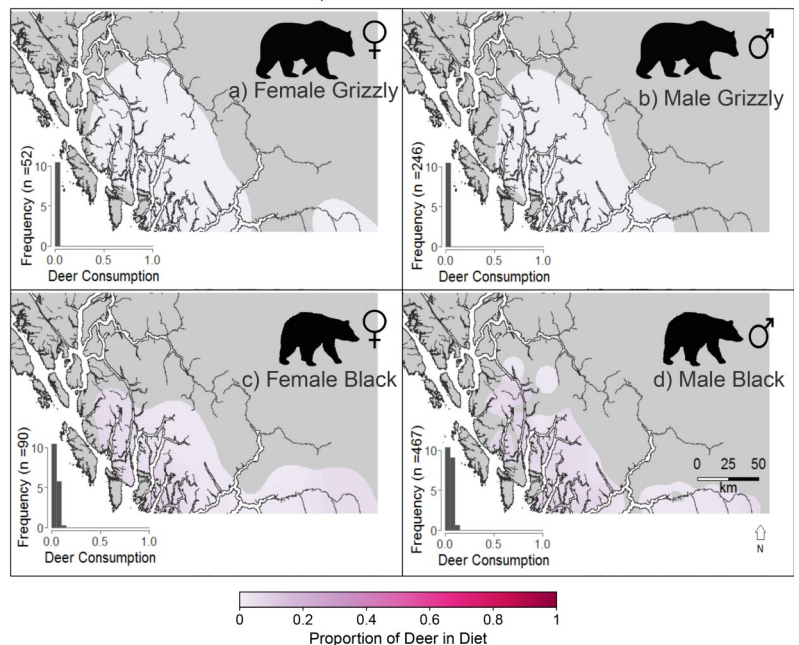 ♀
a) Female Grizzly
Frequency (n =52)
10
5
0
0.0 0.5 1.0
Deer Consumption
♂
b) Male Grizzly
Frequency (n =246)
10
5
0
0.0 0.5 1.0
Deer Consumption
♀
c) Female Black
Frequency (n =90)
10
5
0
0.0 0.5 1.0
Deer Consumption
♂
d) Male Black
Frequency (n =467)
10
5
0
0.0 0.5 1.0
Deer Consumption
0 25 50
km
N
0 0.2 0.4 0.6 0.8 1
Proportion of Deer in Diet